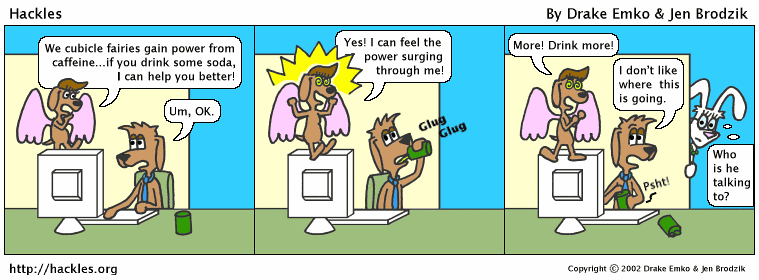 Hackles
By Drake Emko & Jen Brodzik
We cubicle fairies gain power from
caffeine...if you drink some soda,
I can help you better!
Um, OK.
Yes! I can feel the
power surging
through me!
Glug
Glug
More! Drink more!
I don't like
where this
is going.
Psht!
Who
is he
talking
to?
http://hackles.org
Copyright © 2002 Drake Emko & Jen Brodzik